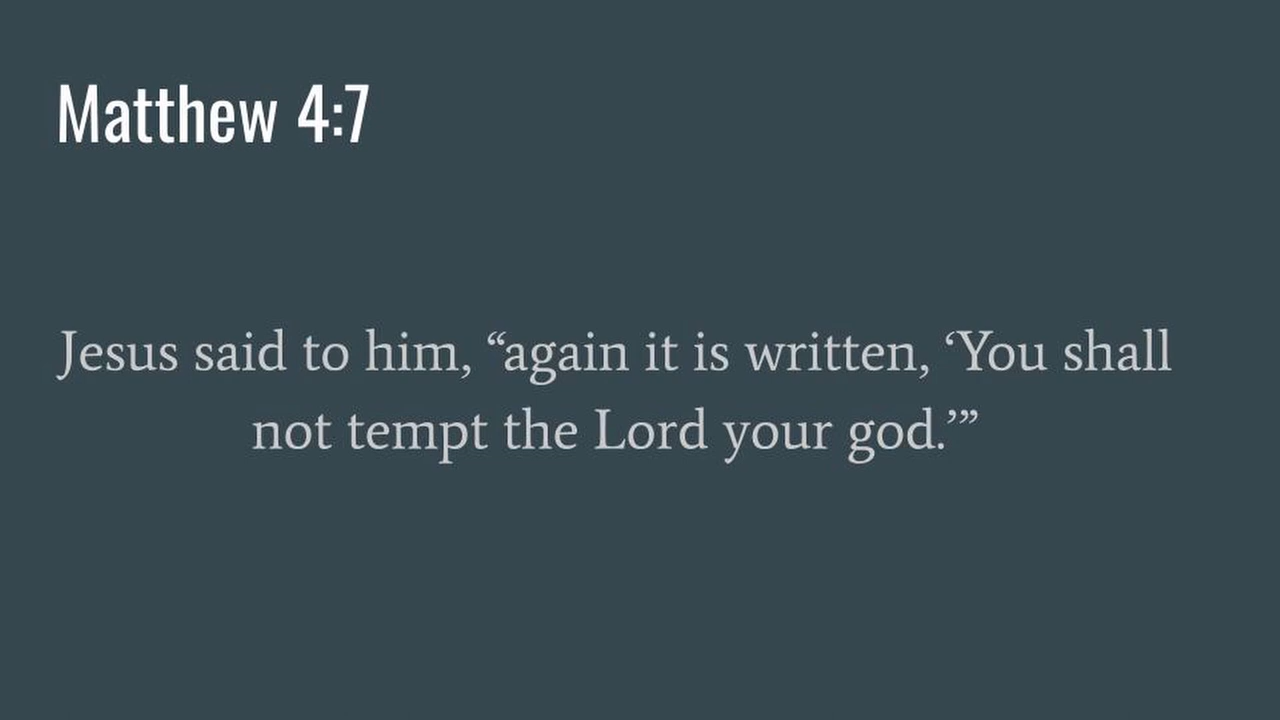 Matthew 4:7
Jesus said to him, “again it is written, ‘You shall
not tempt the Lord your god.’”